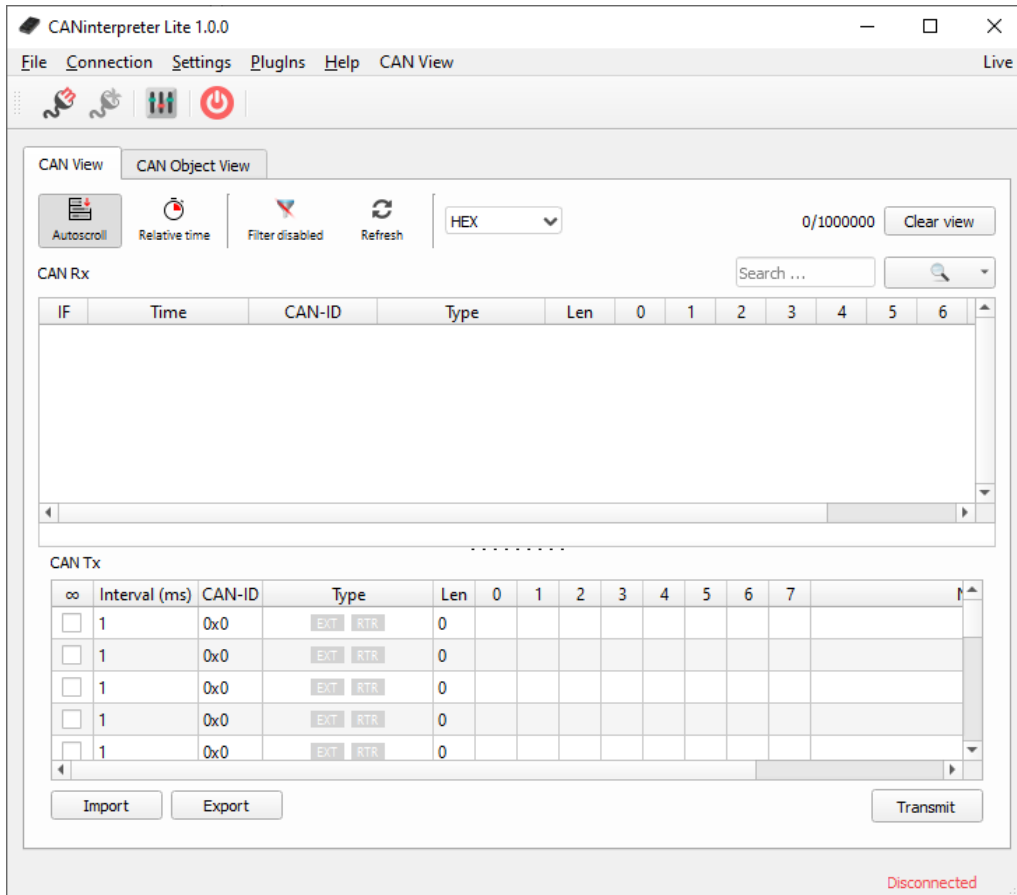 CANinterpreter Lite 1.0.0
File Connection Settings PlugIns Help CAN View Live
CAN View CAN Object View
Autoscroll Relative time Filter disabled Refresh HEX 0/1000000 Clear view
CAN Rx Search ...
IF Time CAN-ID Type Len 0 1 2 3 4 5 6
CAN Tx
∞ Interval (ms) CAN-ID Type Len 0 1 2 3 4 5 6 7
1 0x0 EXT RTR 0
1 0x0 EXT RTR 0
1 0x0 EXT RTR 0
1 0x0 EXT RTR 0
1 0x0 EXT RTR 0
Import Export Transmit
Disconnected